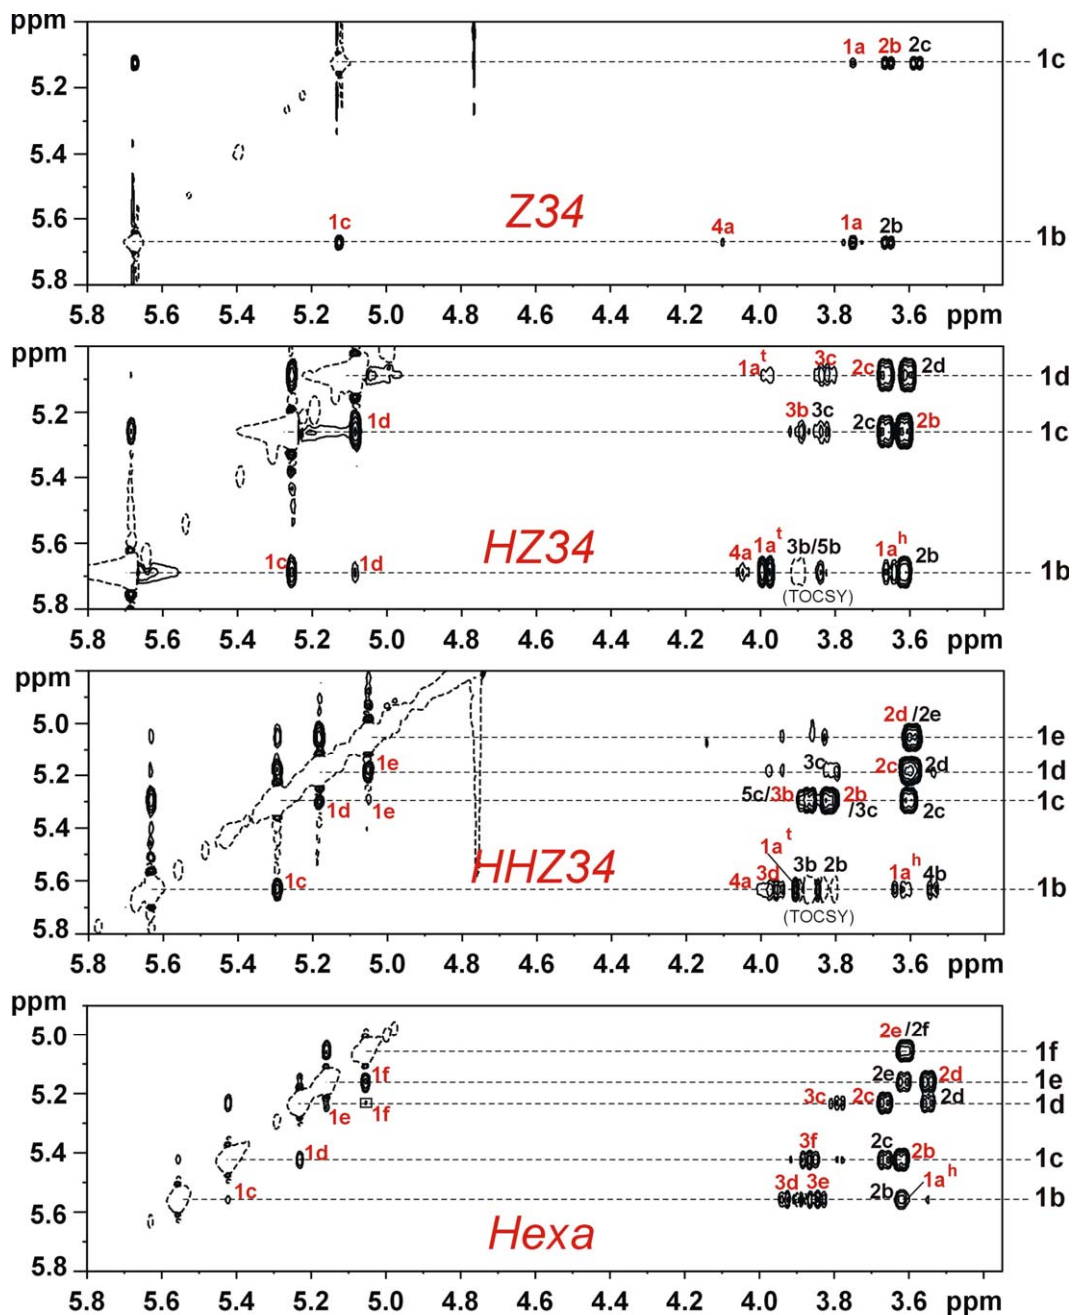 ppm
1a 2b 2c 1c
5.2
5.4
Z34
5.6
1c 4a 1a 2b 1b
5.8
5.8 5.6 5.4 5.2 5.0 4.8 4.6 4.4 4.2 4.0 3.8 3.6 ppm
ppm
1a^t 3c 2c 2d 1d
5.2
1d 3b 3c 2c 2b 1c
5.4
HZ34
5.6
1c 1d 4a 1a^t 3b/5b 1a^h 2b 1b
(TOCSY)
5.8
5.8 5.6 5.4 5.2 5.0 4.8 4.6 4.4 4.2 4.0 3.8 3.6 ppm
ppm
5.0
2d/2e 1e
5.2
1e 3c 2c 2d 1d
1d 1e 5c/3b 2b/3c 2c 1c
5.4
HHZ34
5.6
1c 4a 3d 1a^t 3b 2b 1a^h 4b 1b
(TOCSY)
5.8
5.8 5.6 5.4 5.2 5.0 4.8 4.6 4.4 4.2 4.0 3.8 3.6 ppm
ppm
5.0
2e/2f 1f
1f 2e 2d 1e
5.2
1e 1f 3c 2c 2d 1d
5.4
1d 3f 2c 2b 1c
1c 3d 3e 2b 1a^h 1b
5.6
Hexa
5.8
5.8 5.6 5.4 5.2 5.0 4.8 4.6 4.4 4.2 4.0 3.8 3.6 ppm